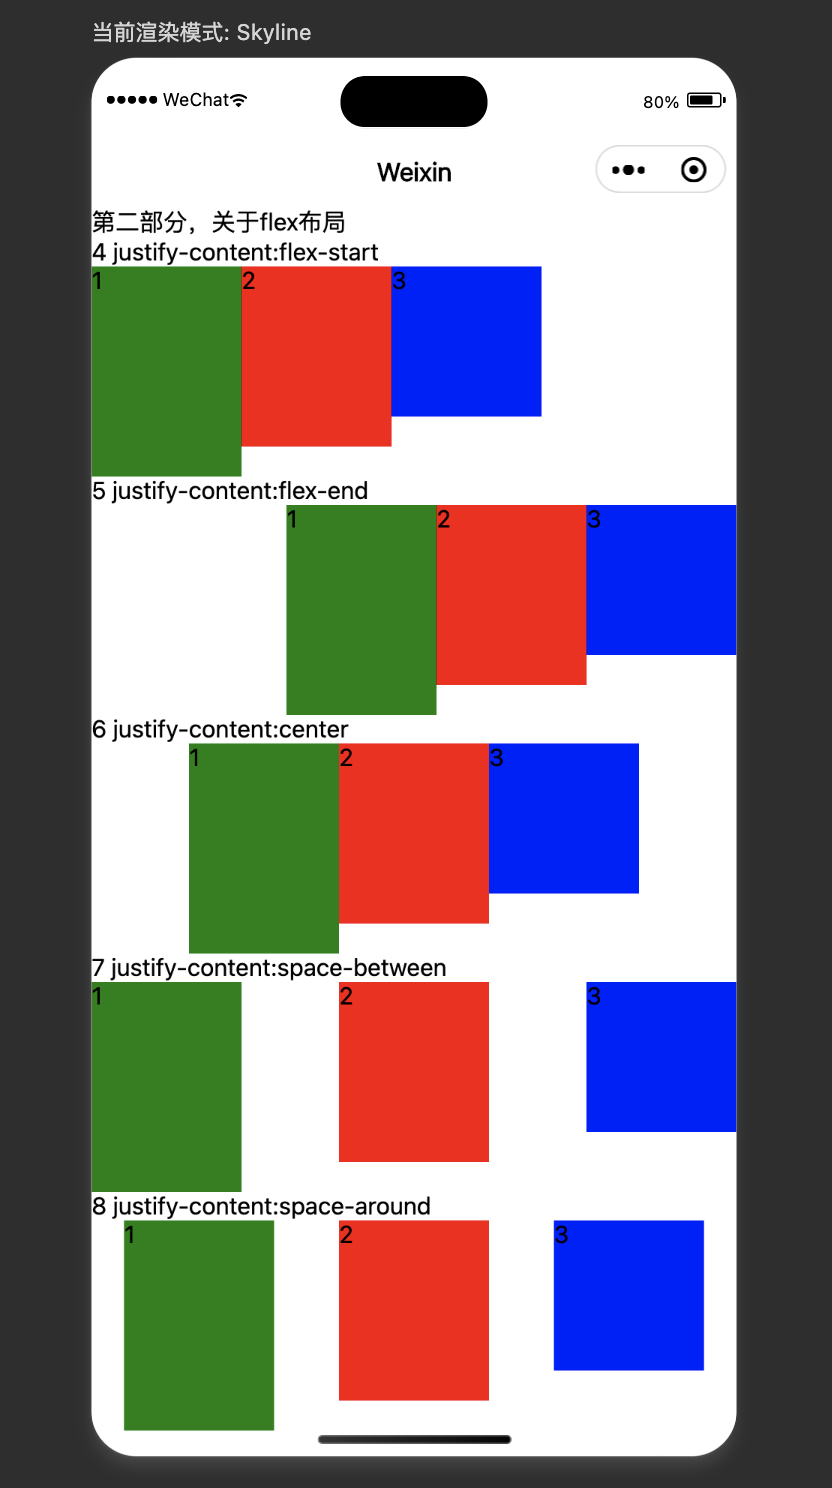 当前渲染模式: Skyline
WeChat
80%
Weixin
第二部分，关于flex布局
4 justify-content:flex-start
1 2 3
5 justify-content:flex-end
1 2 3
6 justify-content:center
1 2 3
7 justify-content:space-between
1 2 3
8 justify-content:space-around
1 2 3